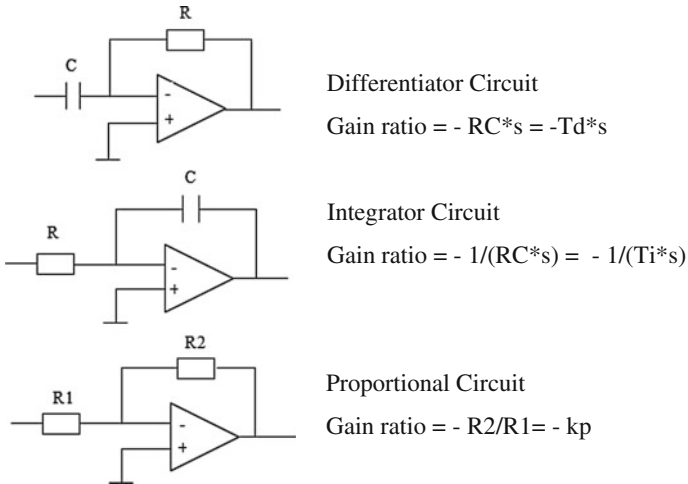 R
C
-
+
Differentiator Circuit
Gain ratio = - RC*s = -Td*s
C
R
-
+
Integrator Circuit
Gain ratio = - 1/(RC*s) = - 1/(Ti*s)
R2
R1
-
+
Proportional Circuit
Gain ratio = - R2/R1= - kp